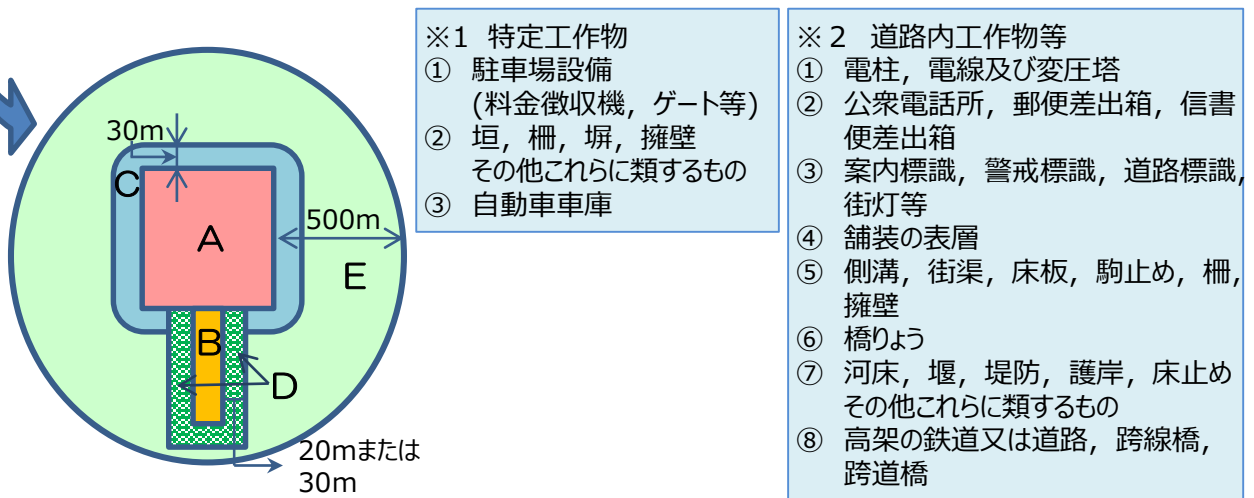 30m
C
A
500m
E
B
D
20mまたは
30m
※1 特定工作物
① 駐車場設備
(料金徴収機，ゲート等)
② 垣，柵，塀，擁壁
その他これらに類するもの
③ 自動車車庫
※２ 道路内工作物等
① 電柱，電線及び変圧塔
② 公衆電話所，郵便差出箱，信書
便差出箱
③ 案内標識，警戒標識，道路標識，
街灯等
④ 舗装の表層
⑤ 側溝，街渠，床板，駒止め，柵，
擁壁
⑥ 橋りょう
⑦ 河床，堰，堤防，護岸，床止め
その他これらに類するもの
⑧ 高架の鉄道又は道路，跨線橋，
跨道橋